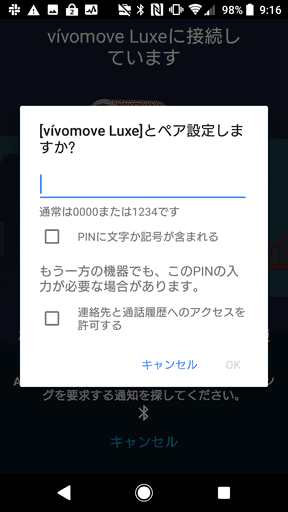 98% 9:16
vívomove Luxeに接続し
ています
[vívomove Luxe]とペア設定しま
すか?
通常は0000または1234です
PINに文字か記号が含まれる
もう一方の機器でも、このPINの入
力が必要な場合があります。
連絡先と通話履歴へのアクセスを
許可する
キャンセル OK
グを要求する通知を探してください。
キャンセル